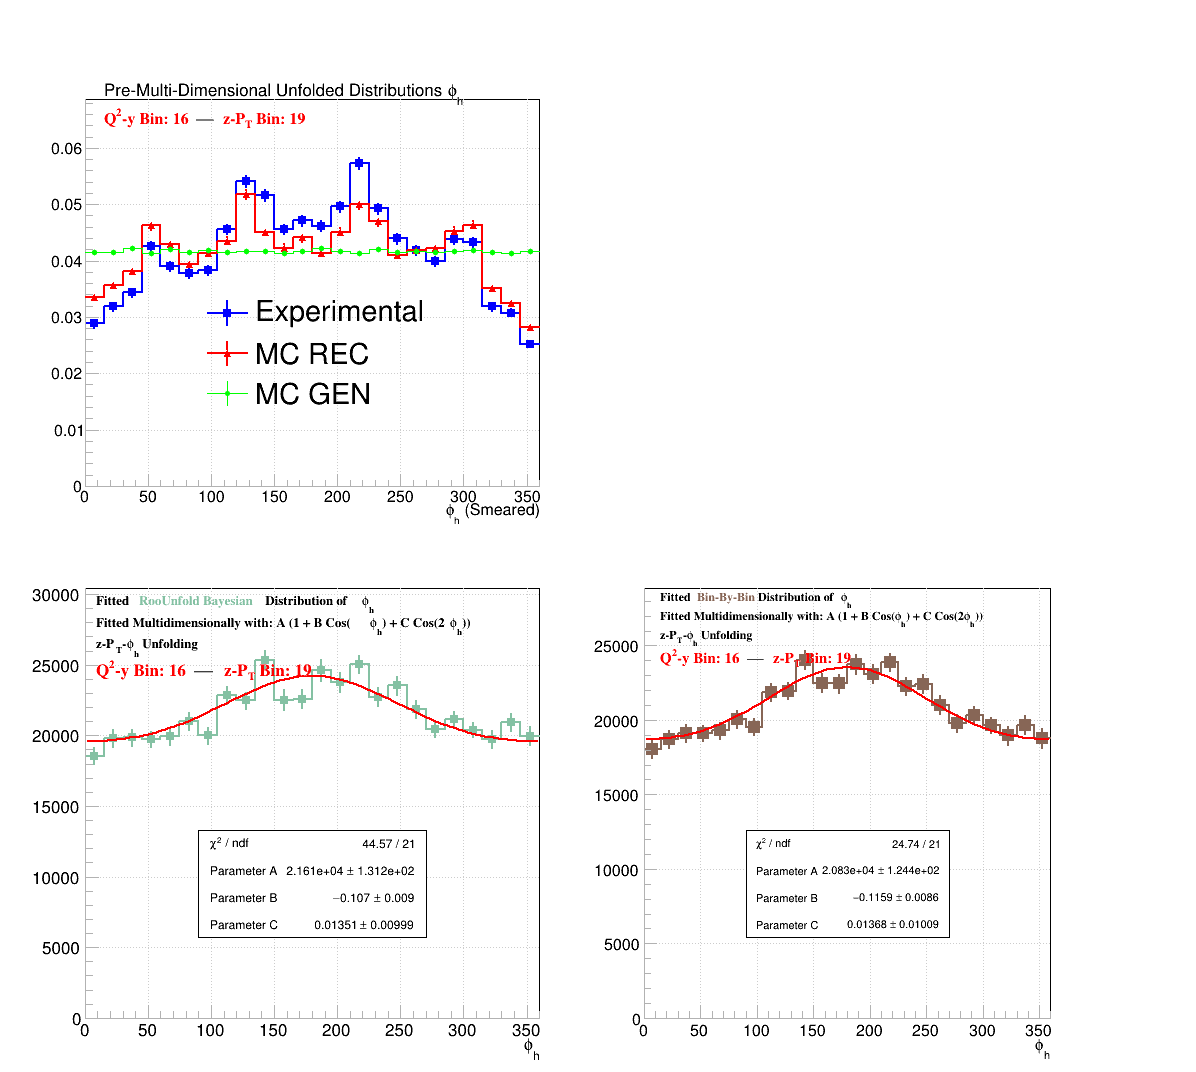 Pre-Multi-Dimensional Unfolded Distributions ϕh
Q²-y Bin: 16 — z-PT Bin: 19
0.06
0.05
0.04
0.03
0.02
0.01
0
Experimental
MC REC
MC GEN
0 50 100 150 200 250 300 350
ϕh (Smeared)
Fitted RooUnfold Bayesian Distribution of ϕh
Fitted Multidimensionally with: A (1 + B Cos( ϕh) + C Cos(2 ϕh))
z-PT-ϕh Unfolding
Q²-y Bin: 16 — z-PT Bin: 19
30000
25000
20000
15000
10000
5000
0
χ² / ndf 44.57 / 21
Parameter A 2.161e+04 ± 1.312e+02
Parameter B −0.107 ± 0.009
Parameter C 0.01351 ± 0.00999
0 50 100 150 200 250 300 350
ϕh
Fitted Bin-By-Bin Distribution of ϕh
Fitted Multidimensionally with: A (1 + B Cos(ϕh) + C Cos(2ϕh))
z-PT-ϕh Unfolding
Q²-y Bin: 16 — z-PT Bin: 19
25000
20000
15000
10000
5000
0
χ² / ndf 24.74 / 21
Parameter A 2.083e+04 ± 1.244e+02
Parameter B −0.1159 ± 0.0086
Parameter C 0.01368 ± 0.01009
0 50 100 150 200 250 300 350
ϕh